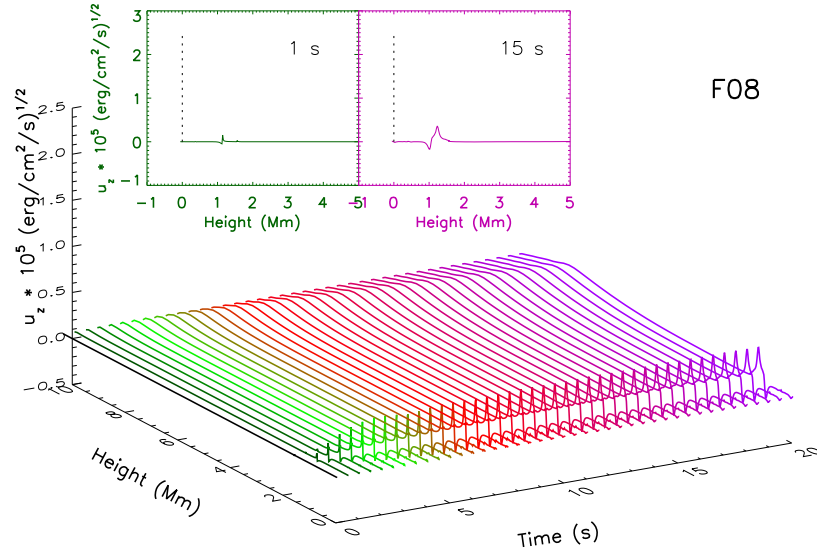 u_z * 10^5 (erg/cm^2/s)^1/2
3
2
1
0
−1
1 s
−1 0 1 2 3 4 5
Height (Mm)
15 s
−1 0 1 2 3 4 5
Height (Mm)
F08
u_z * 10^5 (erg/cm^2/s)^1/2
2.5
2.0
1.5
1.0
0.5
0.0
−0.5
10 8 6 4 2 0
Height (Mm)
0 5 10 15 20
Time (s)